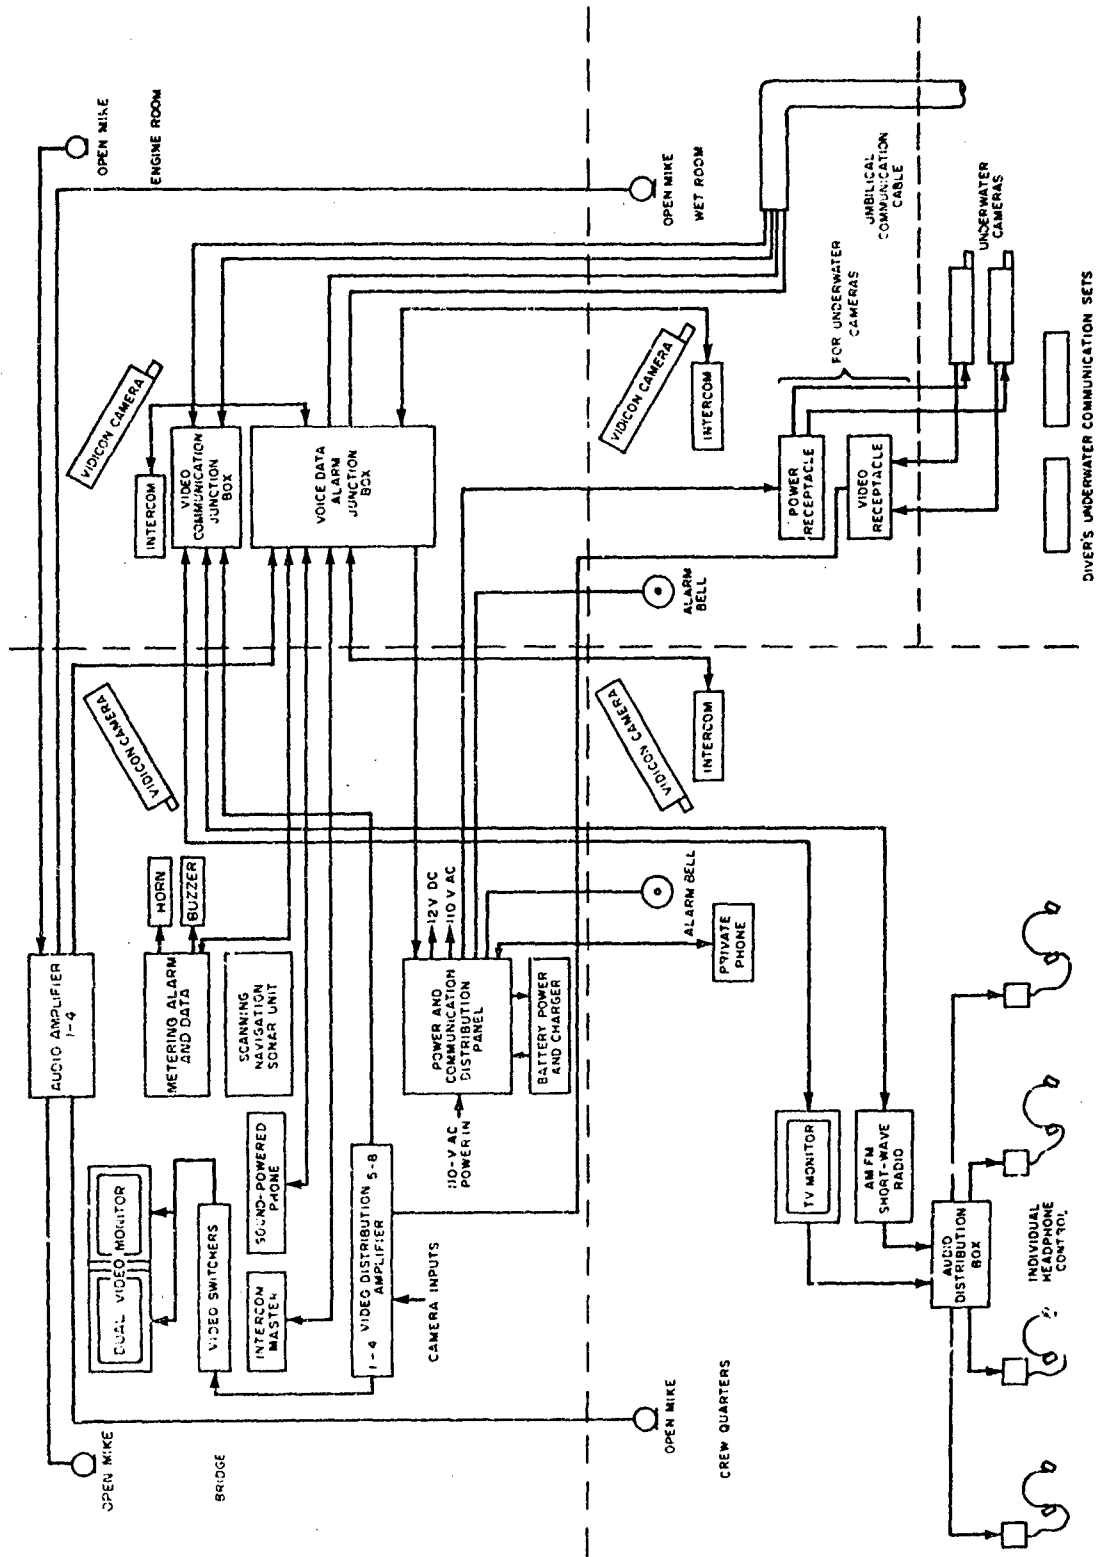 OPEN MIKE
BRIDGE
DUAL VIDEO MONITOR
VIDEO SWITCHERS
INTERCOM
MASTER
SOUND-POWERED
PHONE
1-4 VIDEO DISTRIBUTION 5-8
AMPLIFIER
CAMERA INPUTS
AUDIO AMPLIFIER
1-4
METERING ALARM
AND DATA
HORN
BUZZER
SCANNING
NAVIGATION
SONAR UNIT
110-V AC
POWER IN
POWER AND
COMMUNICATION
DISTRIBUTION
PANEL
12V DC
110 V AC
BATTERY POWER
AND CHARGER
VIDICON CAMERA
OPEN MIKE
ENGINE ROOM
VIDICON CAMERA
INTERCOM
VIDEO
COMMUNICATION
JUNCTION
BOX
VOICE DATA
ALARM
JUNCTION
BOX
OPEN MIKE
CREW QUARTERS
ALARM BELL
PRIVATE
PHONE
VIDICON CAMERA
INTERCOM
TV MONITOR
AM FM
SHORT-WAVE
RADIO
AUDIO
DISTRIBUTION
BOX
INDIVIDUAL
HEADPHONE
CONTROL
OPEN MIKE
WET ROOM
VIDICON CAMERA
INTERCOM
ALARM
BELL
POWER
RECEPTACLE
VIDEO
RECEPTACLE
FOR UNDERWATER
CAMERAS
UMBILICAL
COMMUNICATION
CABLE
UNDERWATER
CAMERAS
DIVER'S UNDERWATER COMMUNICATION SETS